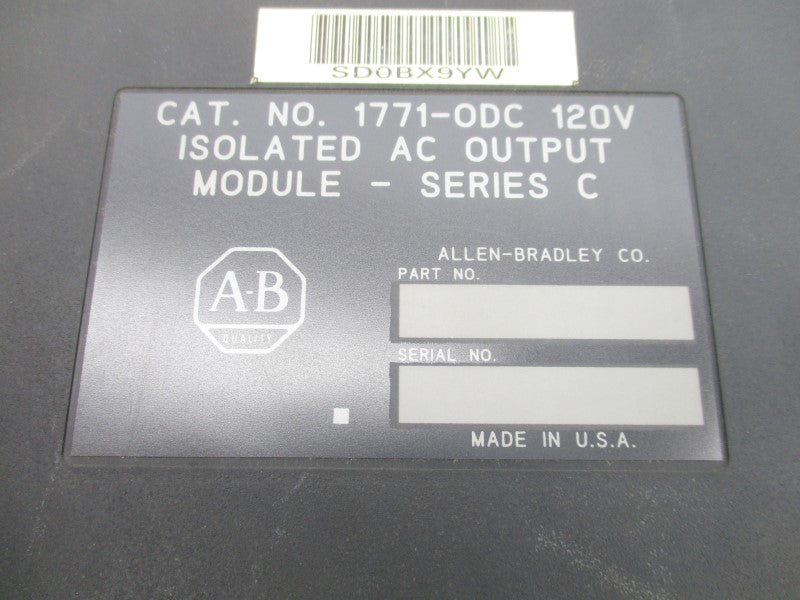 SD0BX9YW
CAT. NO. 1771-ODC 120V
ISOLATED AC OUTPUT
MODULE - SERIES C
ALLEN-BRADLEY CO.
PART NO.
A-B
QUALITY
SERIAL NO.
MADE IN U.S.A.